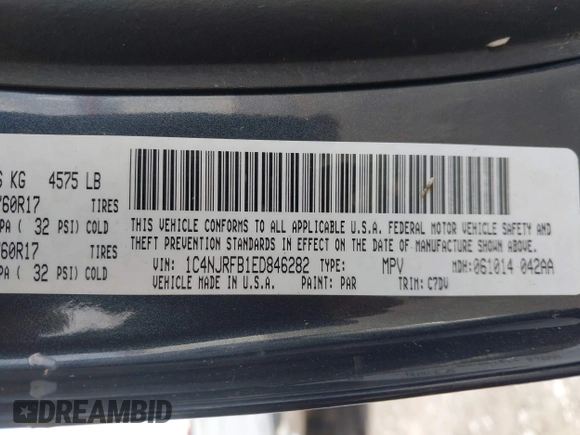 KG 4575 LB
60R17 TIRES
PA ( 32 PSI) COLD
60R17 TIRES
PA ( 32 PSI) COLD
THIS VEHICLE CONFORMS TO ALL APPLICABLE U.S.A. FEDERAL MOTOR VEHICLE SAFETY AND
THEFT PREVENTION STANDARDS IN EFFECT ON THE DATE OF MANUFACTURE SHOWN ABOVE.
VIN: 1C4NJRFB1ED846282 TYPE: MPV MDH:061014 042AA
VEHICLE MADE IN U.S.A. PAINT: PAR TRIM: C7DV
DREAMBID